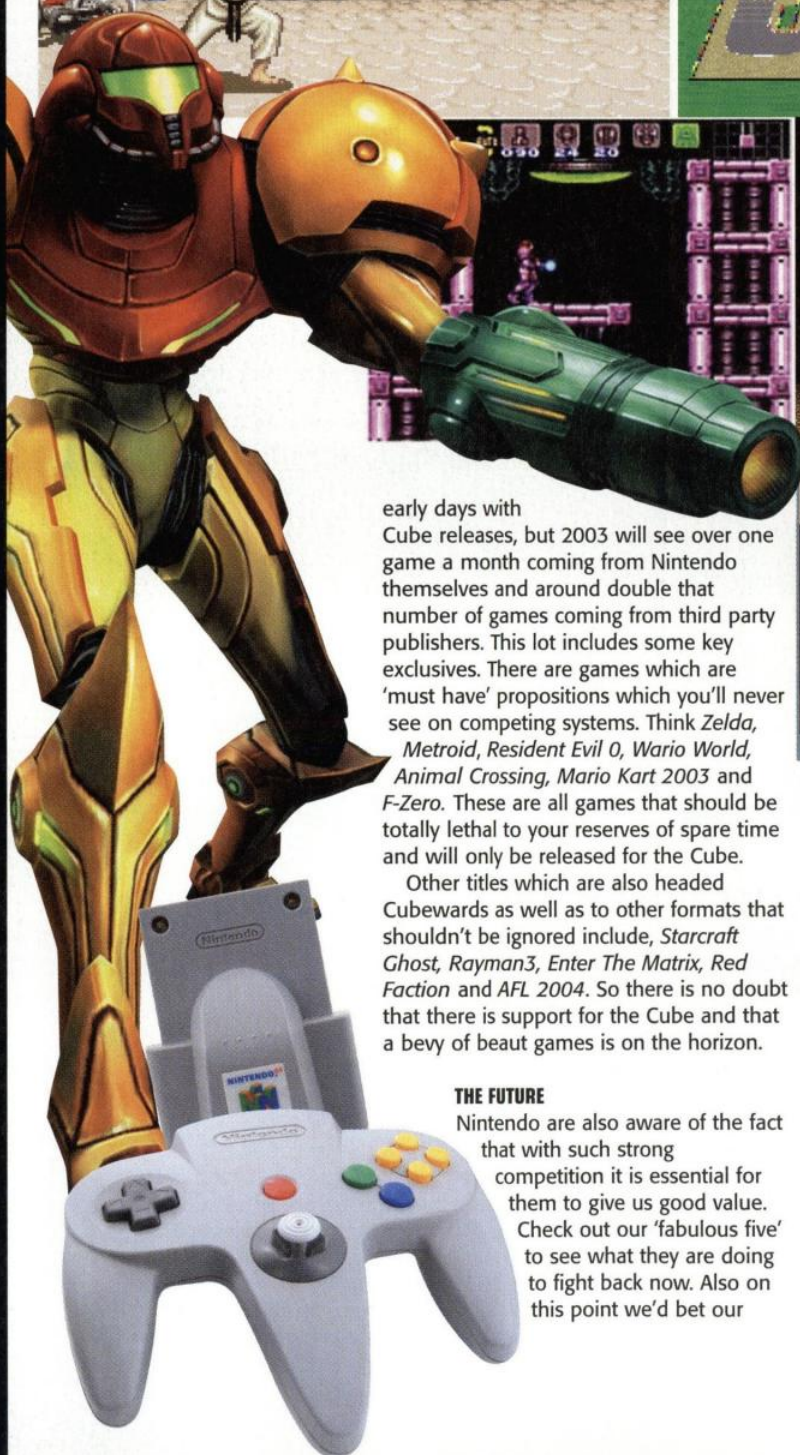 090 24 20
early days with
Cube releases, but 2003 will see over one
game a month coming from Nintendo
themselves and around double that
number of games coming from third party
publishers. This lot includes some key
exclusives. There are games which are
'must have' propositions which you'll never
see on competing systems. Think Zelda,
Metroid, Resident Evil 0, Wario World,
Animal Crossing, Mario Kart 2003 and
F-Zero. These are all games that should be
totally lethal to your reserves of spare time
and will only be released for the Cube.
Other titles which are also headed
Cubewards as well as to other formats that
shouldn't be ignored include, Starcraft
Ghost, Rayman3, Enter The Matrix, Red
Faction and AFL 2004. So there is no doubt
that there is support for the Cube and that
a bevy of beaut games is on the horizon.
Nintendo
NINTENDO64
Nintendo
THE FUTURE
Nintendo are also aware of the fact
that with such strong
competition it is essential for
them to give us good value.
Check out our 'fabulous five'
to see what they are doing
to fight back now. Also on
this point we'd bet our